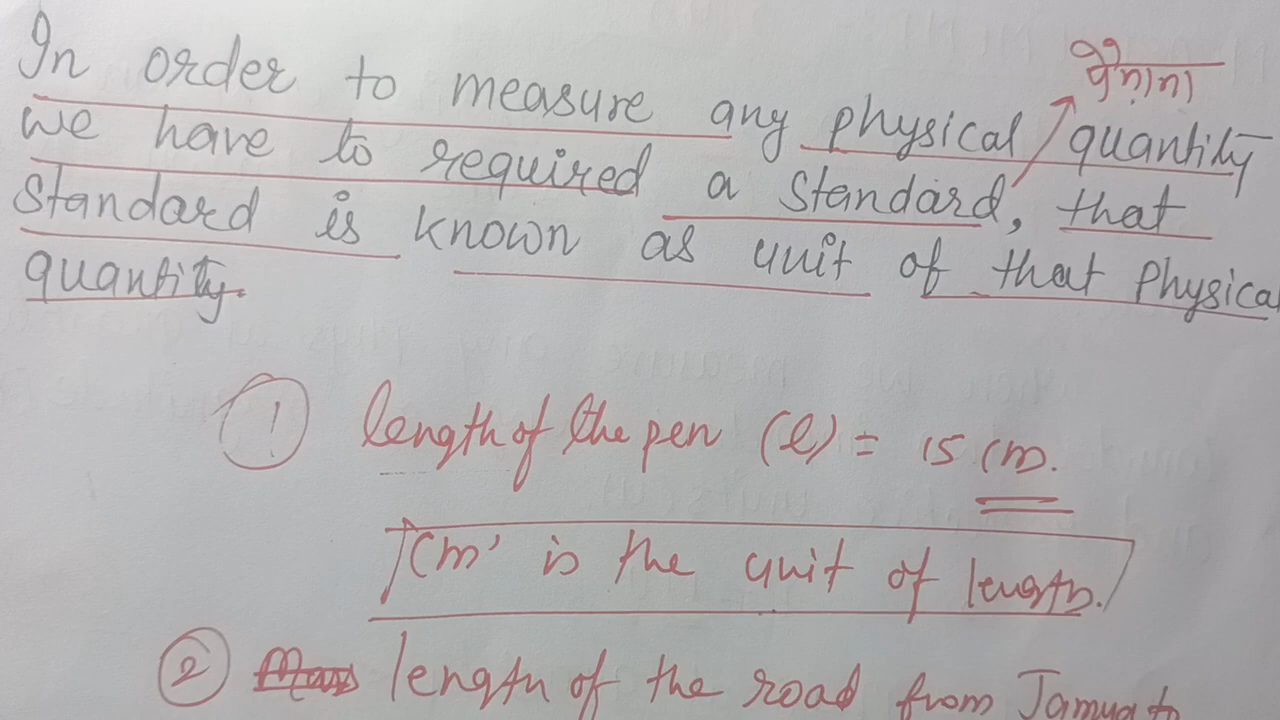 In order to measure any physical quantity
we have to required a standard, that
standard is known as unit of that physical
quantity.
① length of the pen (l) = 15 cm.
'cm' is the unit of length.
② length of the road from Jamua to